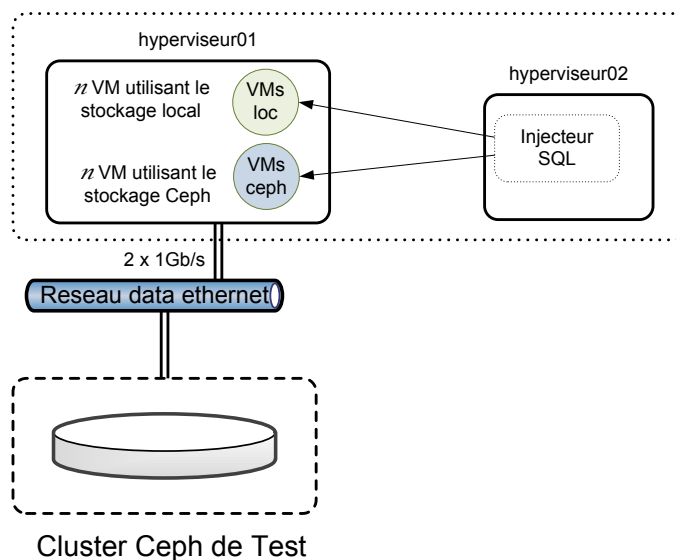 hyperviseur01
n VM utilisant le
stockage local
VMs
loc
n VM utilisant le
stockage Ceph
VMs
ceph
hyperviseur02
Injecteur
SQL
2 x 1Gb/s
Reseau data ethernet
Cluster Ceph de Test